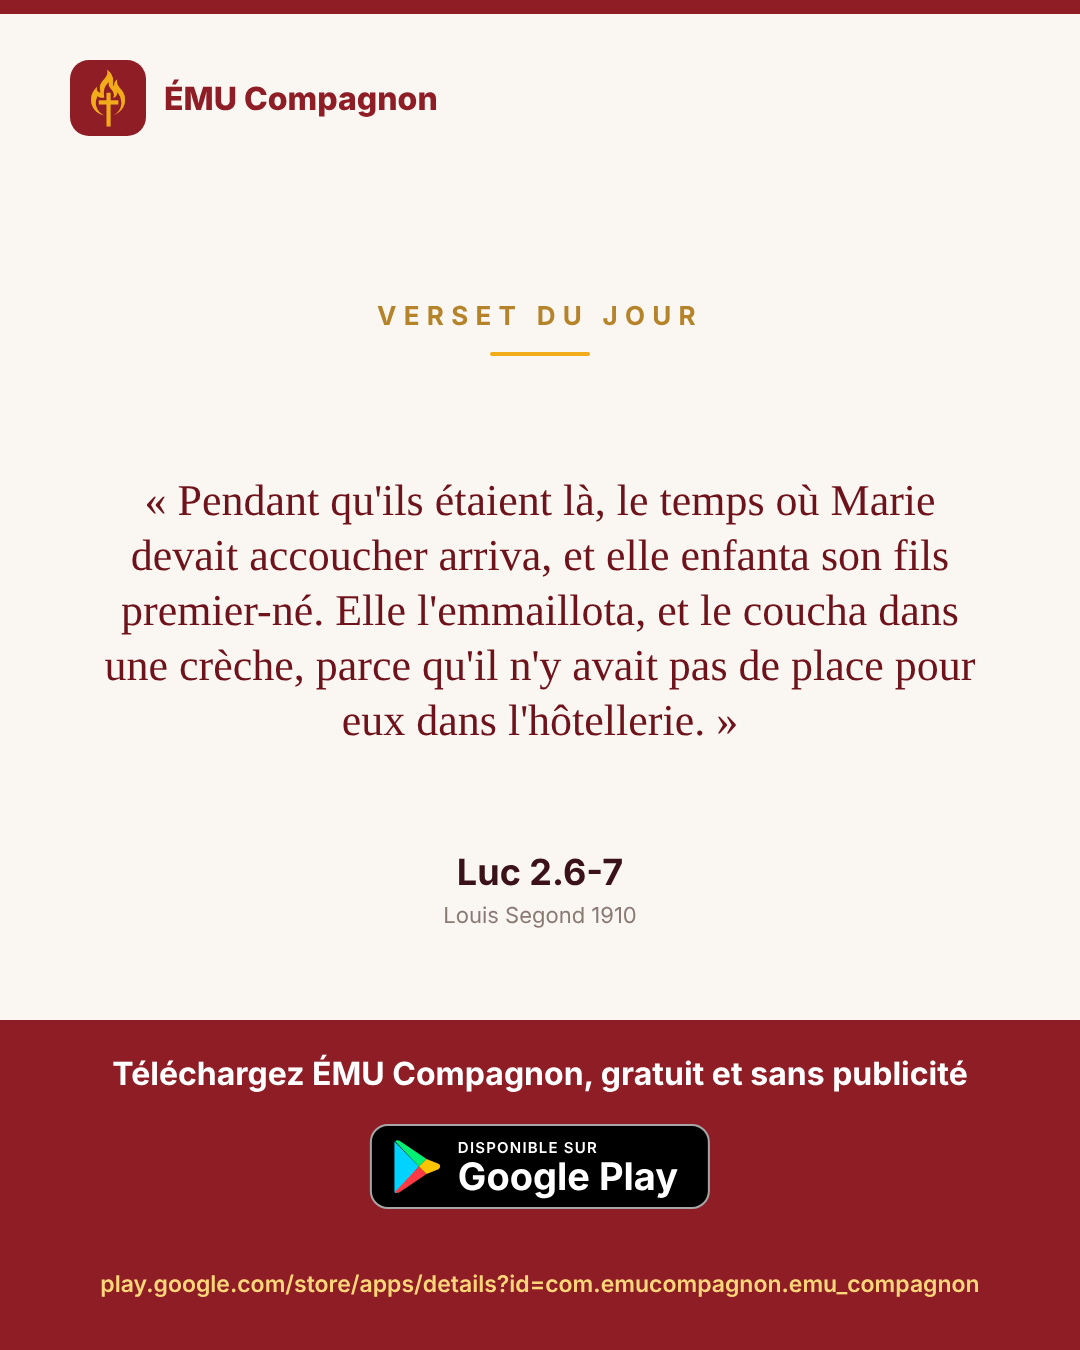 ÉMU Compagnon
VERSET DU JOUR
« Pendant qu'ils étaient là, le temps où Marie
devait accoucher arriva, et elle enfanta son fils
premier-né. Elle l'emmaillota, et le coucha dans
une crèche, parce qu'il n'y avait pas de place pour
eux dans l'hôtellerie. »
Luc 2.6-7
Louis Segond 1910
Téléchargez ÉMU Compagnon, gratuit et sans publicité
DISPONIBLE SUR
Google Play
play.google.com/store/apps/details?id=com.emucompagnon.emu_compagnon